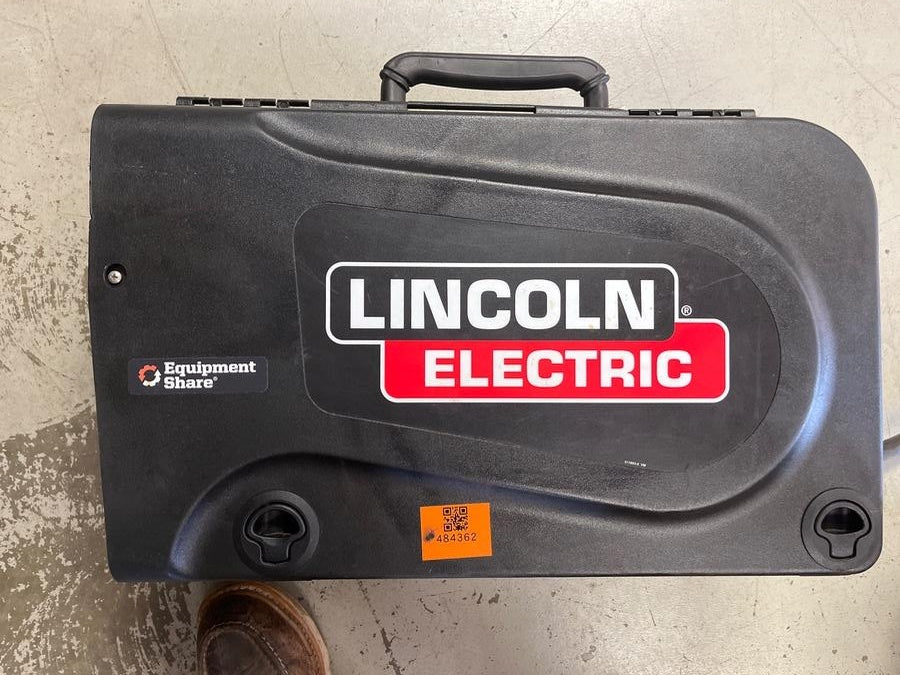 LINCOLN®
ELECTRIC
Equipment
Share®
484362